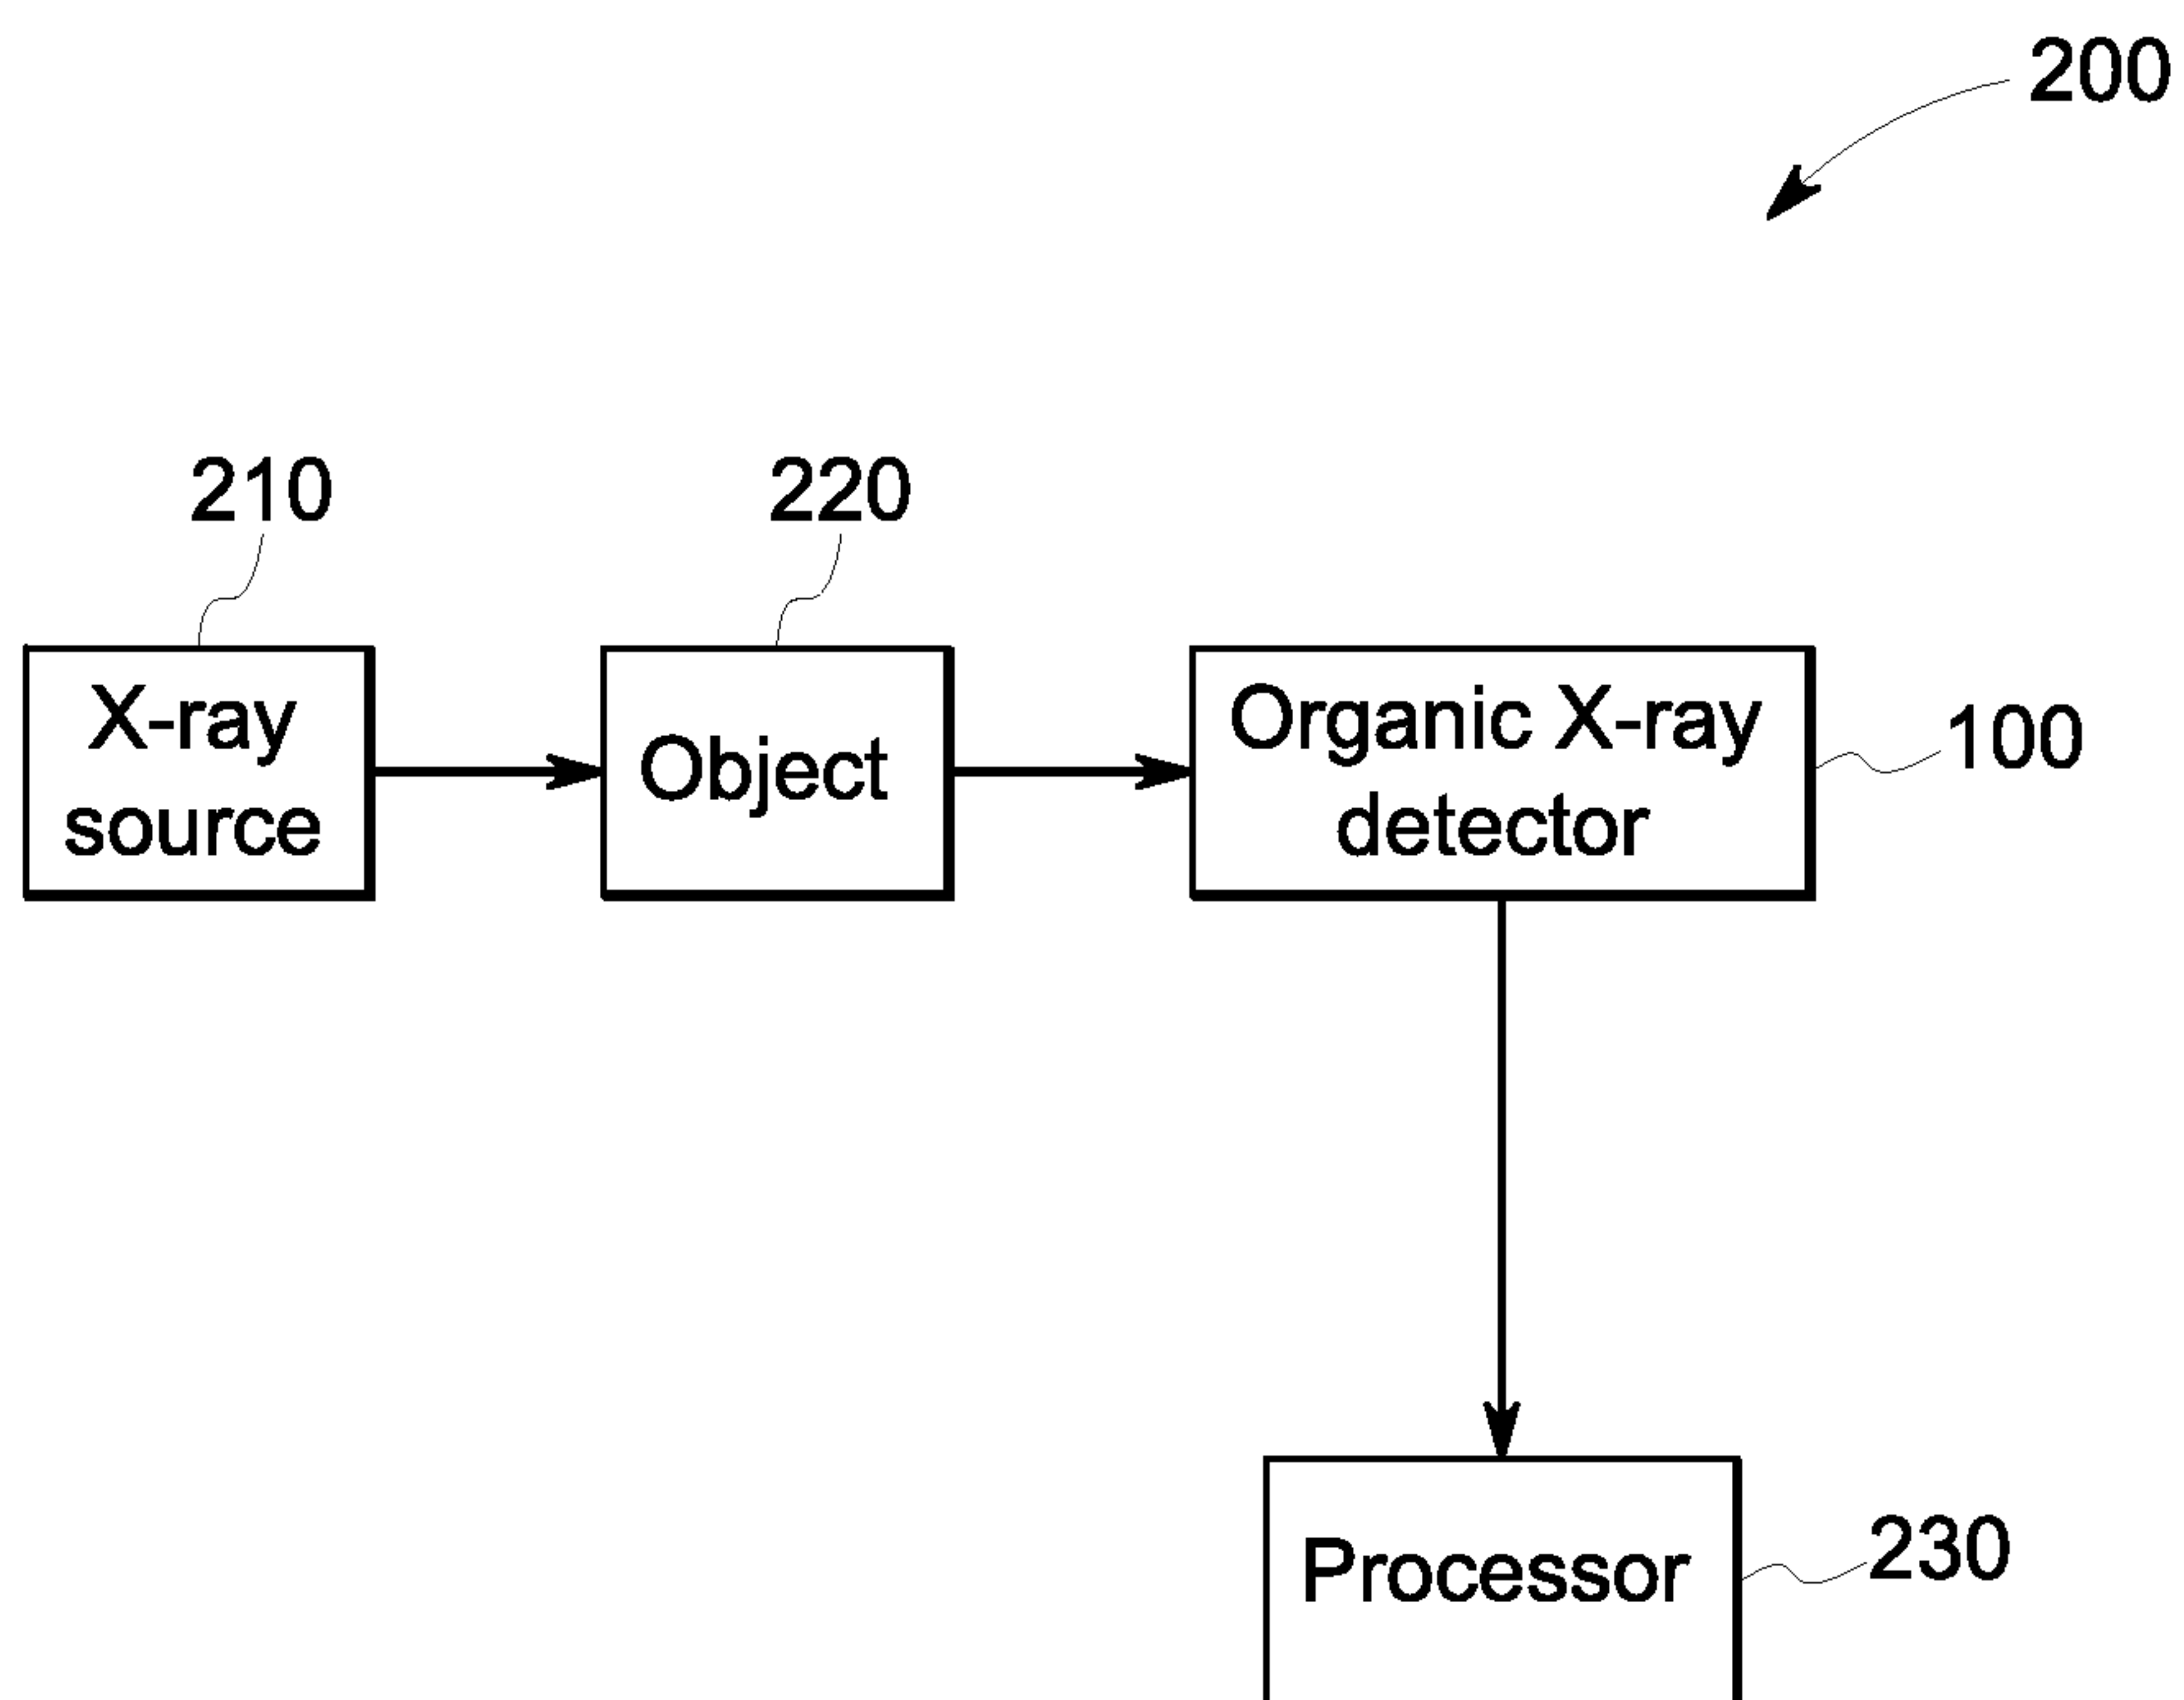 200
210
220
X-ray
source
Object
Organic X-ray
detector
100
Processor
230